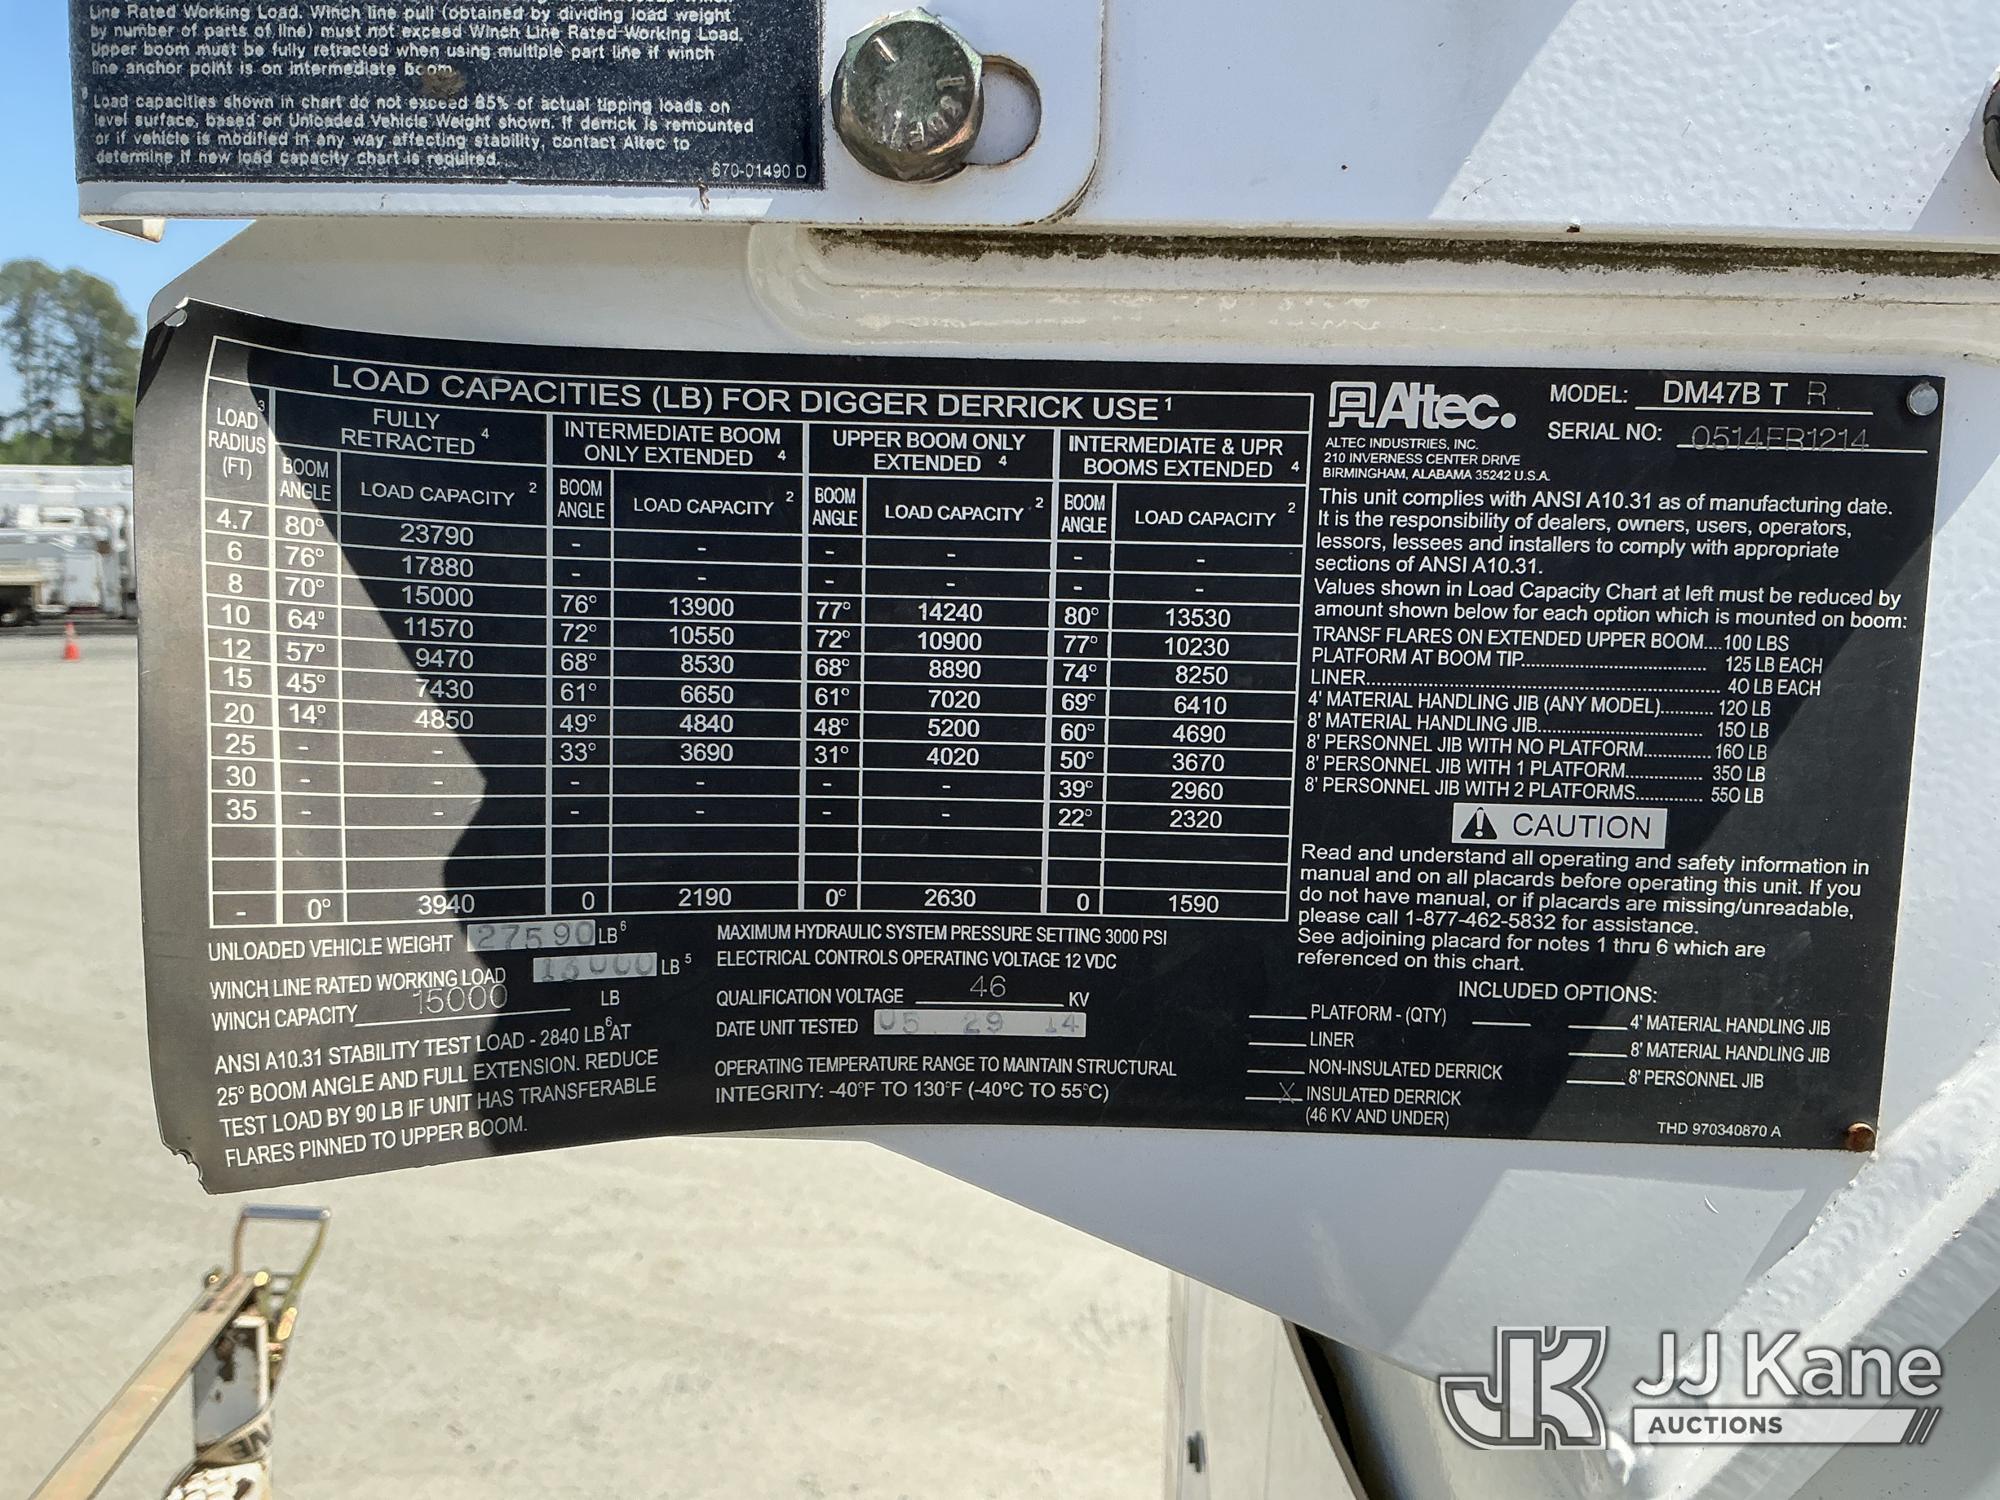 Line Rated Working Load. Winch line pull (obtained by dividing load weight
by number of parts of line) must not exceed Winch Line Rated Working Load.
Upper boom must be fully retracted when using multiple part line if winch
line anchor point is on intermediate boom.
Load capacities shown in chart do not exceed 85% of actual tipping loads on
level surface, based on Unloaded Vehicle Weight shown. If derrick is remounted
or if vehicle is modified in any way affecting stability, contact Altec to
determine if new load capacity chart is required.
670-01490 D
LOAD CAPACITIES (LB) FOR DIGGER DERRICK USE 1
LOAD 3 RADIUS (FT) FULLY RETRACTED 4 INTERMEDIATE BOOM ONLY EXTENDED 4 UPPER BOOM ONLY EXTENDED 4 INTERMEDIATE & UPR BOOMS EXTENDED 4
BOOM ANGLE LOAD CAPACITY 2 BOOM ANGLE LOAD CAPACITY 2 BOOM ANGLE LOAD CAPACITY 2 BOOM ANGLE LOAD CAPACITY 2
4.7 80° 23790 - - - - - -
6 76° 17880 - - - - - -
8 70° 15000 76° 13900 77° 14240 80° 13530
10 64° 11570 72° 10550 72° 10900 77° 10230
12 57° 9470 68° 8530 68° 8890 74° 8250
15 45° 7430 61° 6650 61° 7020 69° 6410
20 14° 4850 49° 4840 48° 5200 60° 4690
25 - - 33° 3690 31° 4020 50° 3670
30 - - - - - - 39° 2960
35 - - - - - - 22° 2320
- 0° 3940 0 2190 0° 2630 0 1590
UNLOADED VEHICLE WEIGHT 27590 LB 6
WINCH LINE RATED WORKING LOAD 13000 LB 5
WINCH CAPACITY 15000 LB
ANSI A10.31 STABILITY TEST LOAD - 2840 LB 6 AT
25° BOOM ANGLE AND FULL EXTENSION. REDUCE
TEST LOAD BY 90 LB IF UNIT HAS TRANSFERABLE
FLARES PINNED TO UPPER BOOM.
MAXIMUM HYDRAULIC SYSTEM PRESSURE SETTING 3000 PSI
ELECTRICAL CONTROLS OPERATING VOLTAGE 12 VDC
QUALIFICATION VOLTAGE 46 KV
DATE UNIT TESTED 05 29 14
OPERATING TEMPERATURE RANGE TO MAINTAIN STRUCTURAL
INTEGRITY: -40°F TO 130°F (-40°C TO 55°C)
Altec.
ALTEC INDUSTRIES, INC.
210 INVERNESS CENTER DRIVE
BIRMINGHAM, ALABAMA 35242 U.S.A.
MODEL: DM47B T R
SERIAL NO: 0514FR1214
This unit complies with ANSI A10.31 as of manufacturing date.
It is the responsibility of dealers, owners, users, operators,
lessors, lessees and installers to comply with appropriate
sections of ANSI A10.31.
Values shown in Load Capacity Chart at left must be reduced by
amount shown below for each option which is mounted on boom:
TRANSF FLARES ON EXTENDED UPPER BOOM....100 LBS
PLATFORM AT BOOM TIP.................................. 125 LB EACH
LINER.................................................................. 40 LB EACH
4' MATERIAL HANDLING JIB (ANY MODEL)........... 120 LB
8' MATERIAL HANDLING JIB.................................. 150 LB
8' PERSONNEL JIB WITH NO PLATFORM.............. 160 LB
8' PERSONNEL JIB WITH 1 PLATFORM................ 350 LB
8' PERSONNEL JIB WITH 2 PLATFORMS.............. 550 LB
CAUTION
Read and understand all operating and safety information in
manual and on all placards before operating this unit. If you
do not have manual, or if placards are missing/unreadable,
please call 1-877-462-5832 for assistance.
See adjoining placard for notes 1 thru 6 which are
referenced on this chart.
INCLUDED OPTIONS:
PLATFORM - (QTY) 4' MATERIAL HANDLING JIB
LINER 8' MATERIAL HANDLING JIB
NON-INSULATED DERRICK 8' PERSONNEL JIB
X INSULATED DERRICK
(46 KV AND UNDER)
THD 970340870 A
JK JJ Kane
AUCTIONS